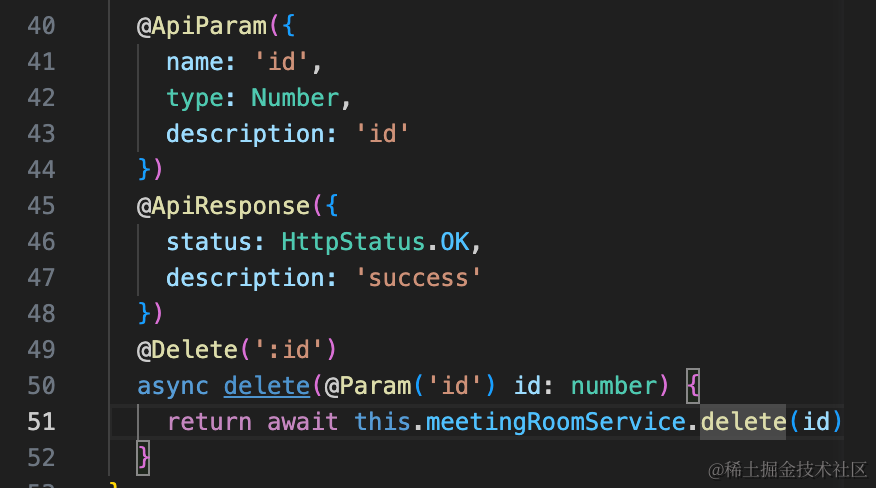 40 @ApiParam({
41 name: 'id',
42 type: Number,
43 description: 'id'
44 })
45 @ApiResponse({
46 status: HttpStatus.OK,
47 description: 'success'
48 })
49 @Delete(':id')
50 async delete(@Param('id') id: number) {
51 return await this.meetingRoomService.delete(id)
52 }
@稀土掘金技术社区